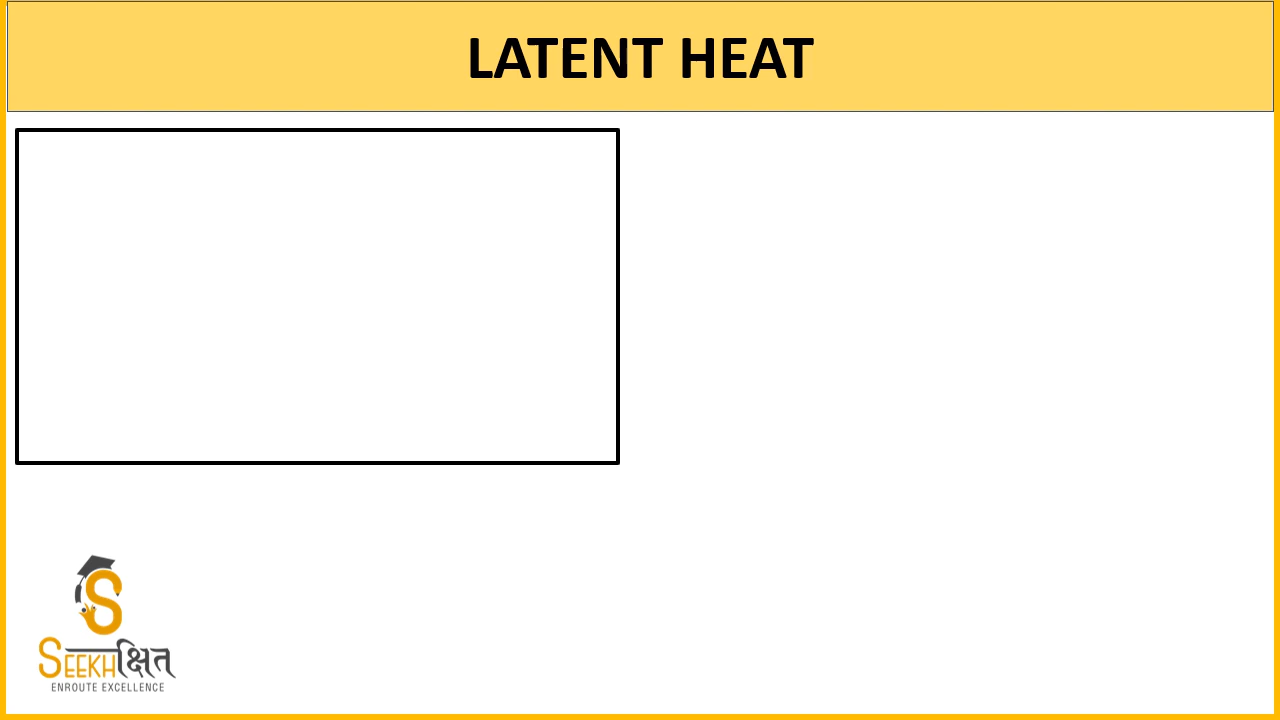 LATENT HEAT
SEEKHक्षित
ENROUTE EXCELLENCE